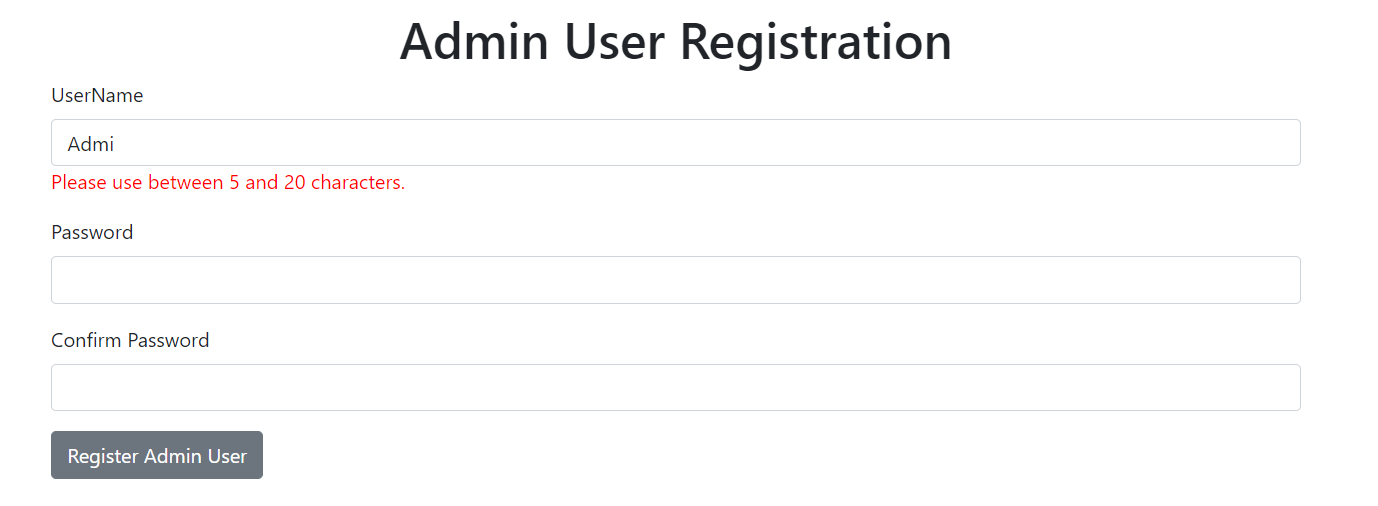 Admin User Registration
UserName
Admi
Please use between 5 and 20 characters.
Password
Confirm Password
Register Admin User